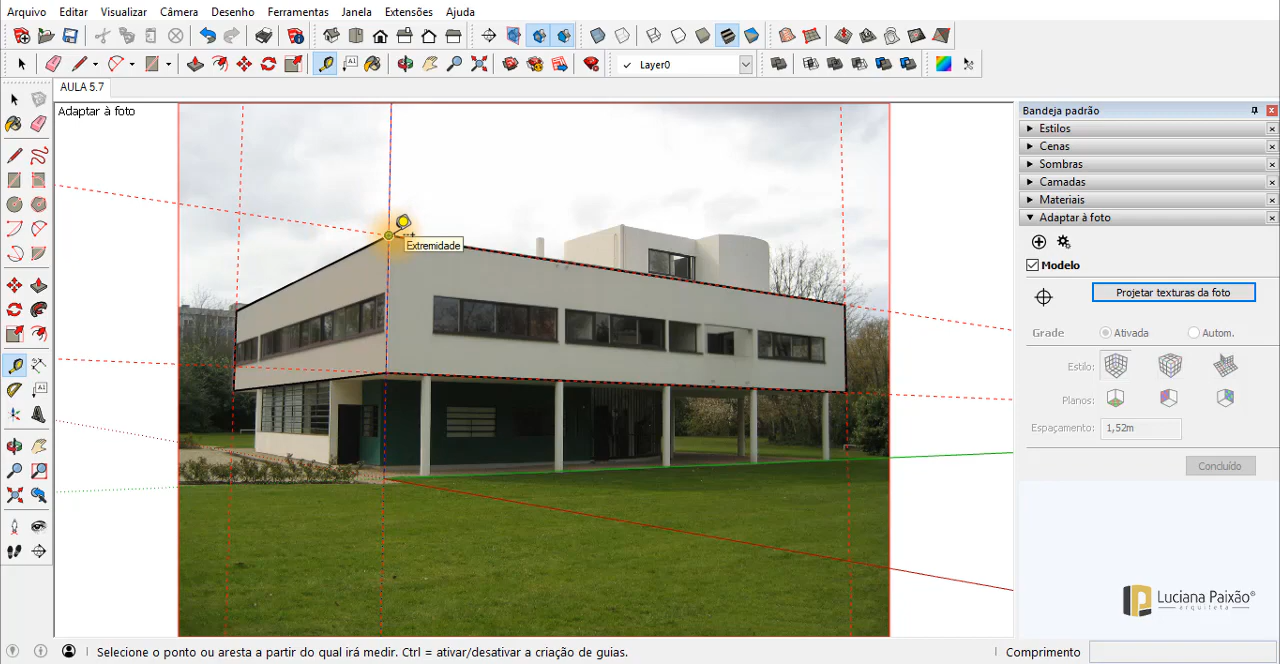 Arquivo Editar Visualizar Câmera Desenho Ferramentas Janela Extensões Ajuda
Layer0
AULA 5.7
Adaptar à foto
Extremidade
Bandeja padrão
Estilos
Cenas
Sombras
Camadas
Materiais
Adaptar à foto
Modelo
Projetar texturas da foto
Grade Ativada Autom.
Estilo:
Planos:
Espaçamento: 1,52m
Concluído
Luciana Paixão®
arquiteta
Selecione o ponto ou aresta a partir do qual irá medir. Ctrl = ativar/desativar a criação de guias.
Comprimento